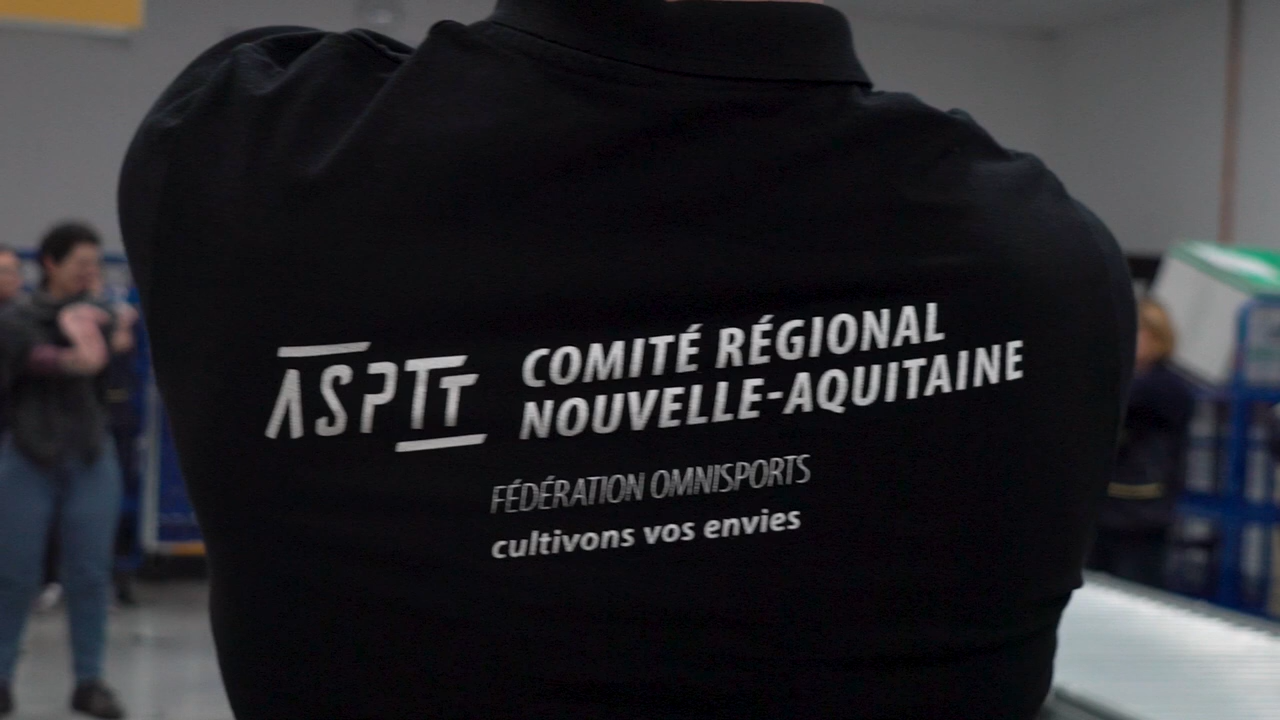 ASPTT
COMITÉ RÉGIONAL
NOUVELLE-AQUITAINE
FÉDÉRATION OMNISPORTS
cultivons vos envies